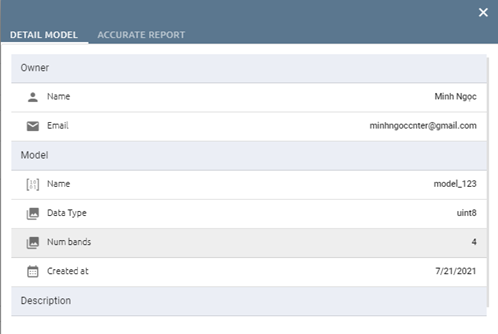 DETAIL MODEL ACCURATE REPORT
Owner
Name Minh Ngọc
Email minhngoccnter@gmail.com
Model
Name model_123
Data Type uint8
Num bands 4
Created at 7/21/2021
Description